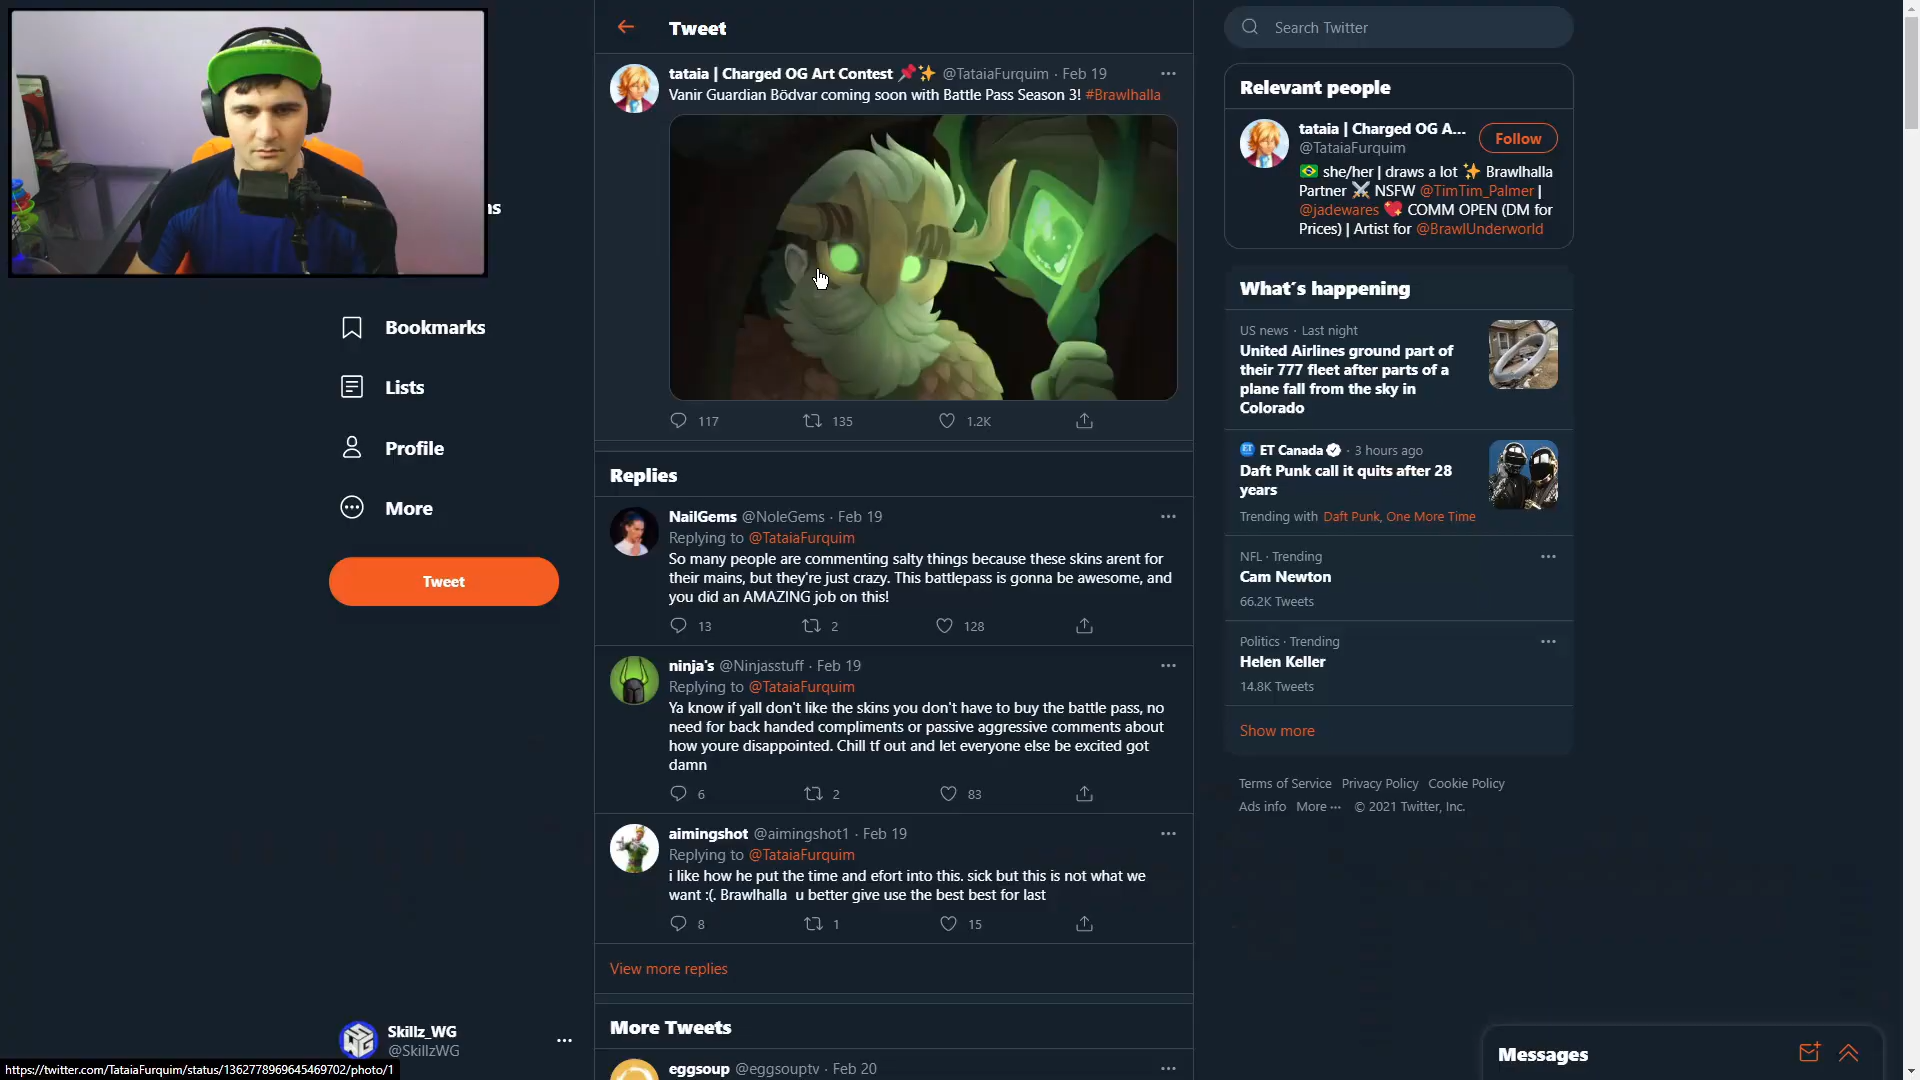 ns
Bookmarks
Lists
Profile
More
Tweet
Skillz_WG
@SkillzWG
https://twitter.com/TataiaFurquim/status/1362778969645469702/photo/1
Tweet
tataia | Charged OG Art Contest @TataiaFurquim · Feb 19
Vanir Guardian Bödvar coming soon with Battle Pass Season 3! #Brawlhalla
117 135 1.2K
Replies
NailGems @NoleGems · Feb 19
Replying to @TataiaFurquim
So many people are commenting salty things because these skins arent for
their mains, but they're just crazy. This battlepass is gonna be awesome, and
you did an AMAZING job on this!
13 2 128
ninja's @Ninjasstuff · Feb 19
Replying to @TataiaFurquim
Ya know if yall don't like the skins you don't have to buy the battle pass, no
need for back handed compliments or passive aggressive comments about
how youre disappointed. Chill tf out and let everyone else be excited got
damn
6 2 83
aimingshot @aimingshot1 · Feb 19
Replying to @TataiaFurquim
i like how he put the time and efort into this. sick but this is not what we
want :(. Brawlhalla  u better give use the best best for last
8 1 15
View more replies
More Tweets
eggsoup @eggsouptv · Feb 20
Search Twitter
Relevant people
tataia | Charged OG A...
@TataiaFurquim
Follow
she/her | draws a lot ✨ Brawlhalla
Partner ⚔ NSFW @TimTim_Palmer |
@jadewares 💖 COMM OPEN (DM for
Prices) | Artist for @BrawlUnderworld
What's happening
US news · Last night
United Airlines ground part of
their 777 fleet after parts of a
plane fall from the sky in
Colorado
ET Canada · 3 hours ago
Daft Punk call it quits after 28
years
Trending with Daft Punk, One More Time
NFL · Trending
Cam Newton
66.2K Tweets
Politics · Trending
Helen Keller
14.8K Tweets
Show more
Terms of Service Privacy Policy Cookie Policy
Ads info More ··· © 2021 Twitter, Inc.
Messages